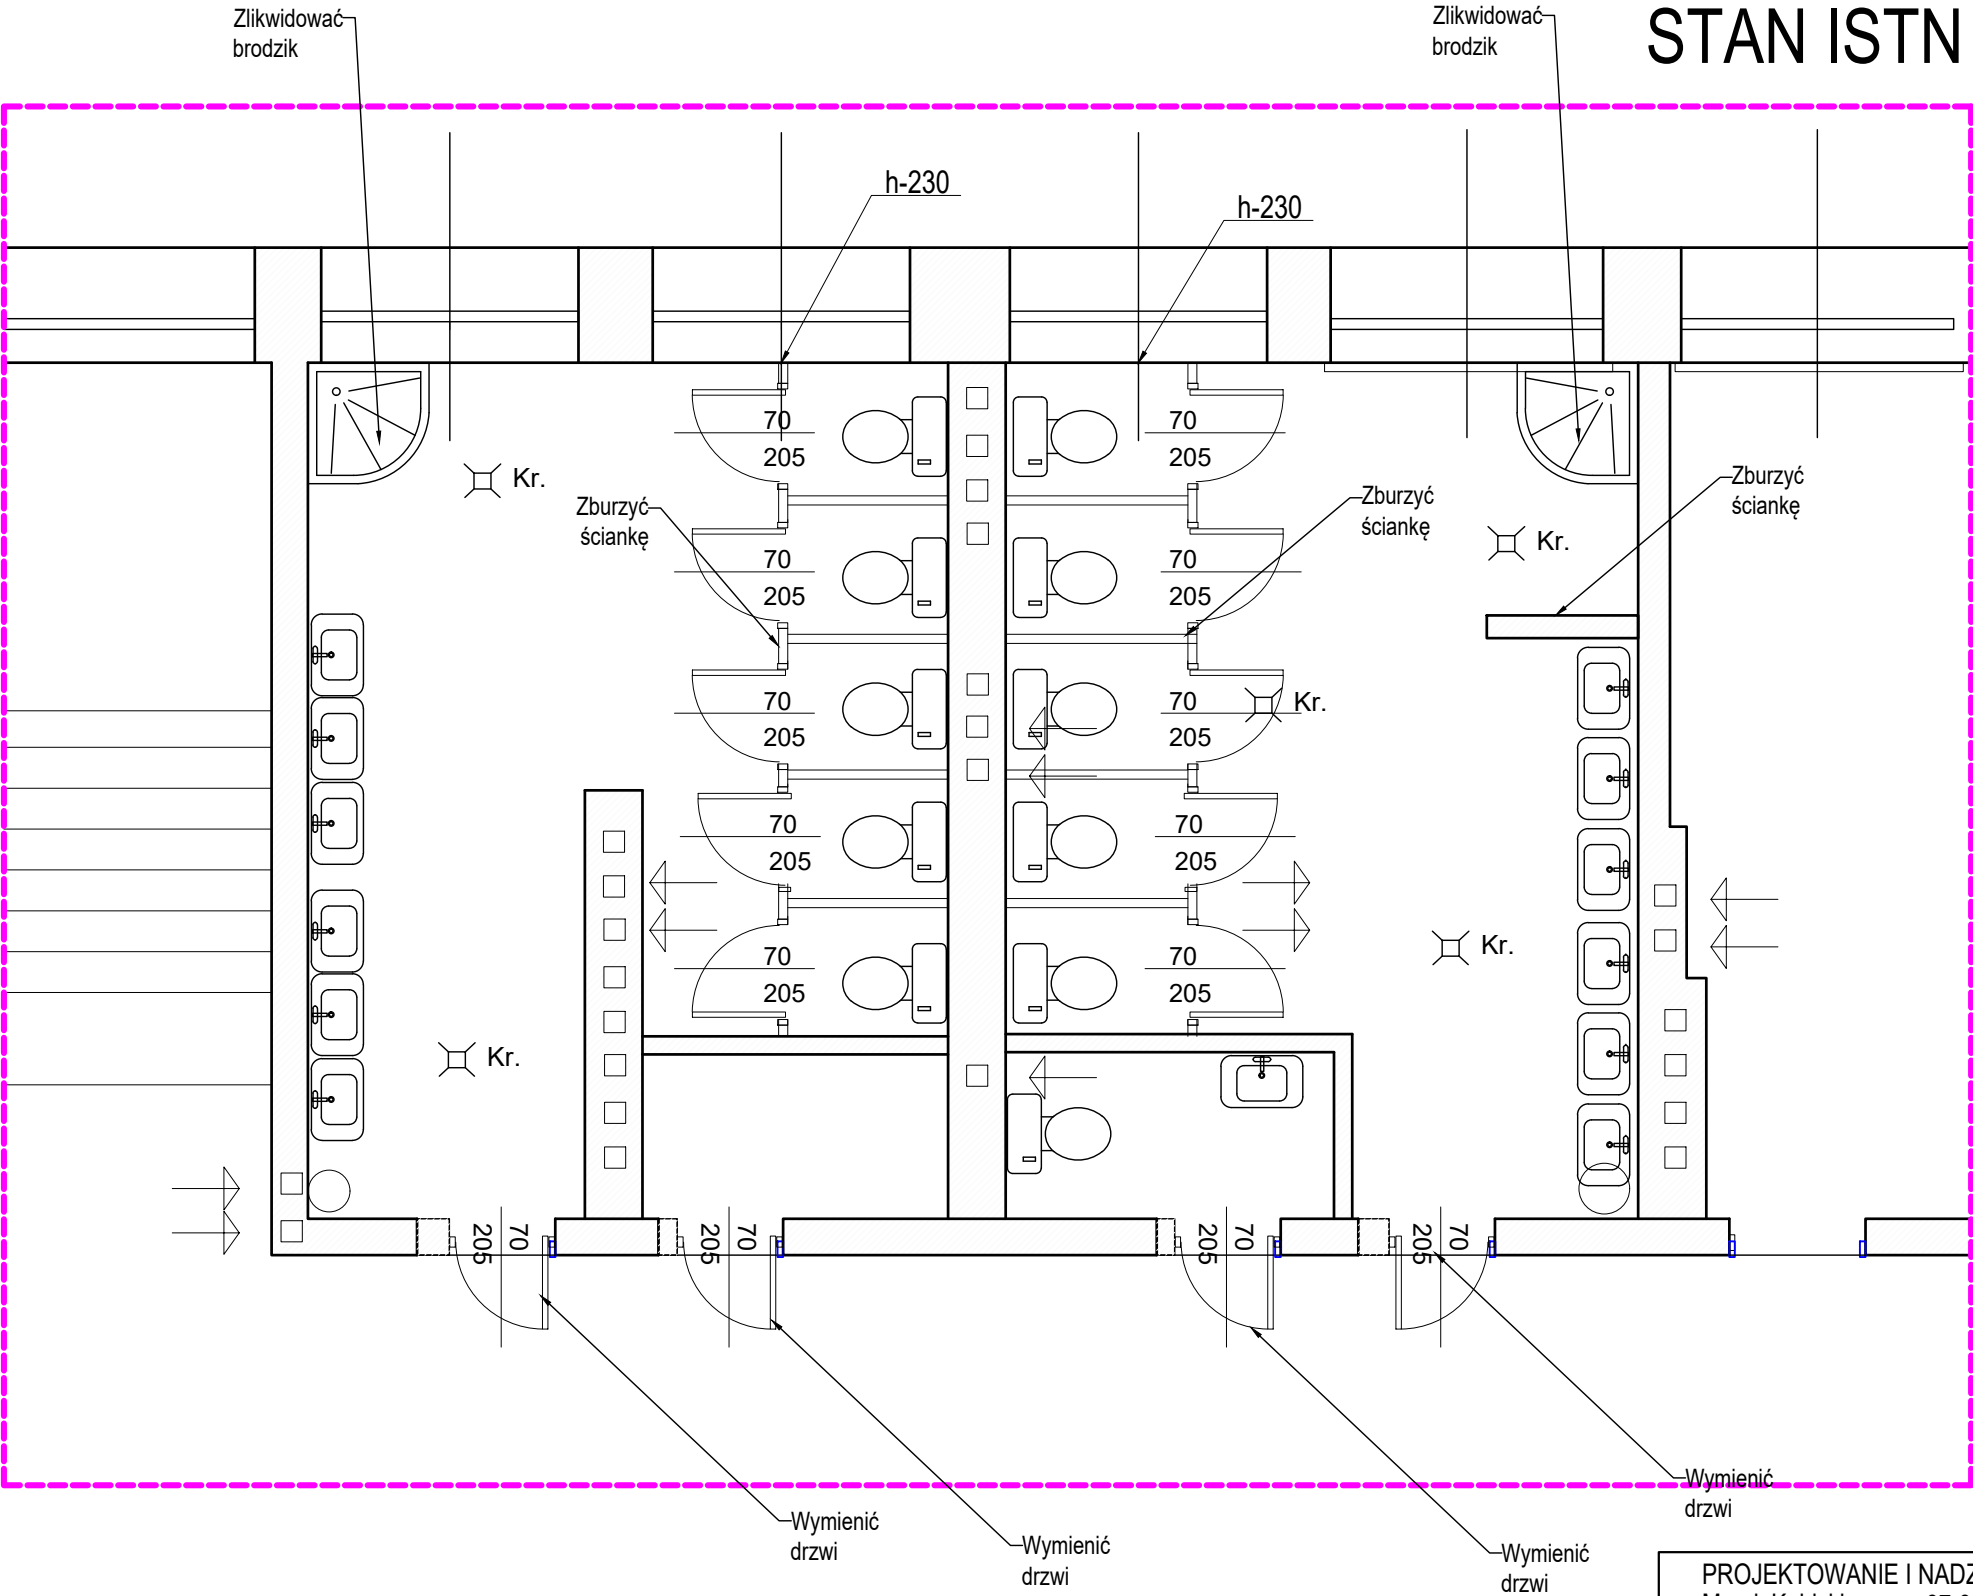 Zlikwidować
brodzik
Zlikwidować
brodzik
STAN ISTN
h-230
h-230
70
205
70
205
Kr.
Zburzyć
ściankę
Zburzyć
ściankę
Zburzyć
ściankę
Kr.
70
205
70
205
70
205
70
205
Kr.
70
205
70
205
Kr.
70
205
70
205
Kr.
70
205
70
205
70
205
70
205
Wymienić
drzwi
Wymienić
drzwi
Wymienić
drzwi
Wymienić
drzwi
PROJEKTOWANIE I NADZ